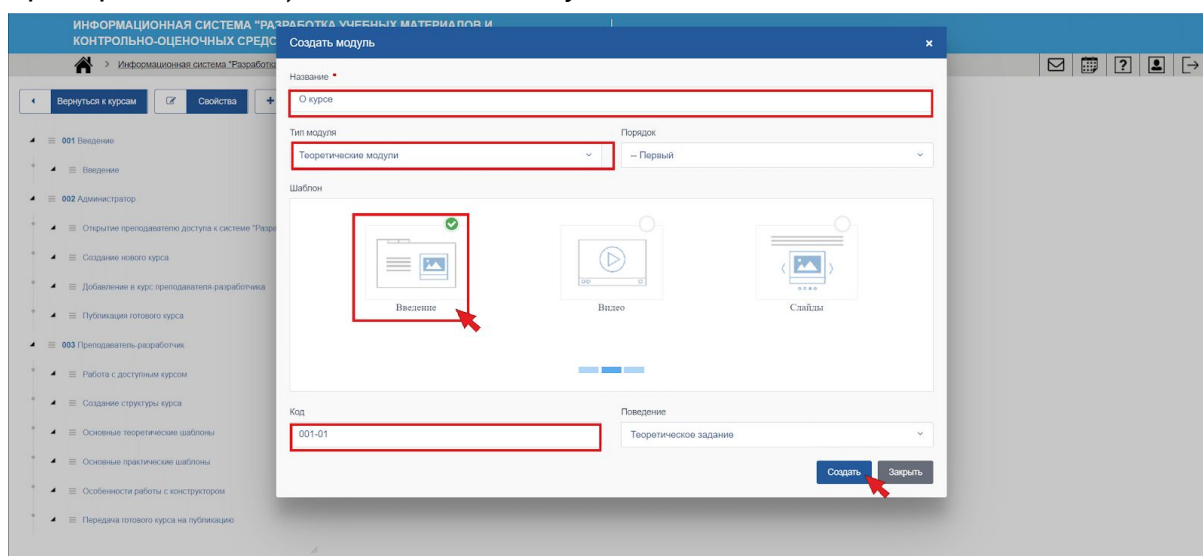 ИНФОРМАЦИОННАЯ СИСТЕМА "РАЗРАБОТКА УЧЕБНЫХ МАТЕРИАЛОВ И
КОНТРОЛЬНО-ОЦЕНОЧНЫХ СРЕДС
Создать модуль
×
> Информационная система "Разработк
?
Название *
О курсе
Вернуться к курсам
Свойства
+
Тип модуля
Порядок
Теоретические модули
-- Первый
Шаблон
001 Введение
Введение
002 Администратор
Открытие преподавателю доступа к системе "Разра
Создание нового курса
Добавление в курс преподавателя-разработчика
Публикация готового курса
003 Преподаватель-разработчик
Работа с доступным курсом
Создание структуры курса
Основные теоретические шаблоны
Основные практические шаблоны
Особенности работы с конструктором
Передача готового курса на публикацию
Введение
Видео
Слайды
Код
Поведение
001-01
Теоретическое задание
Создать
Закрыть